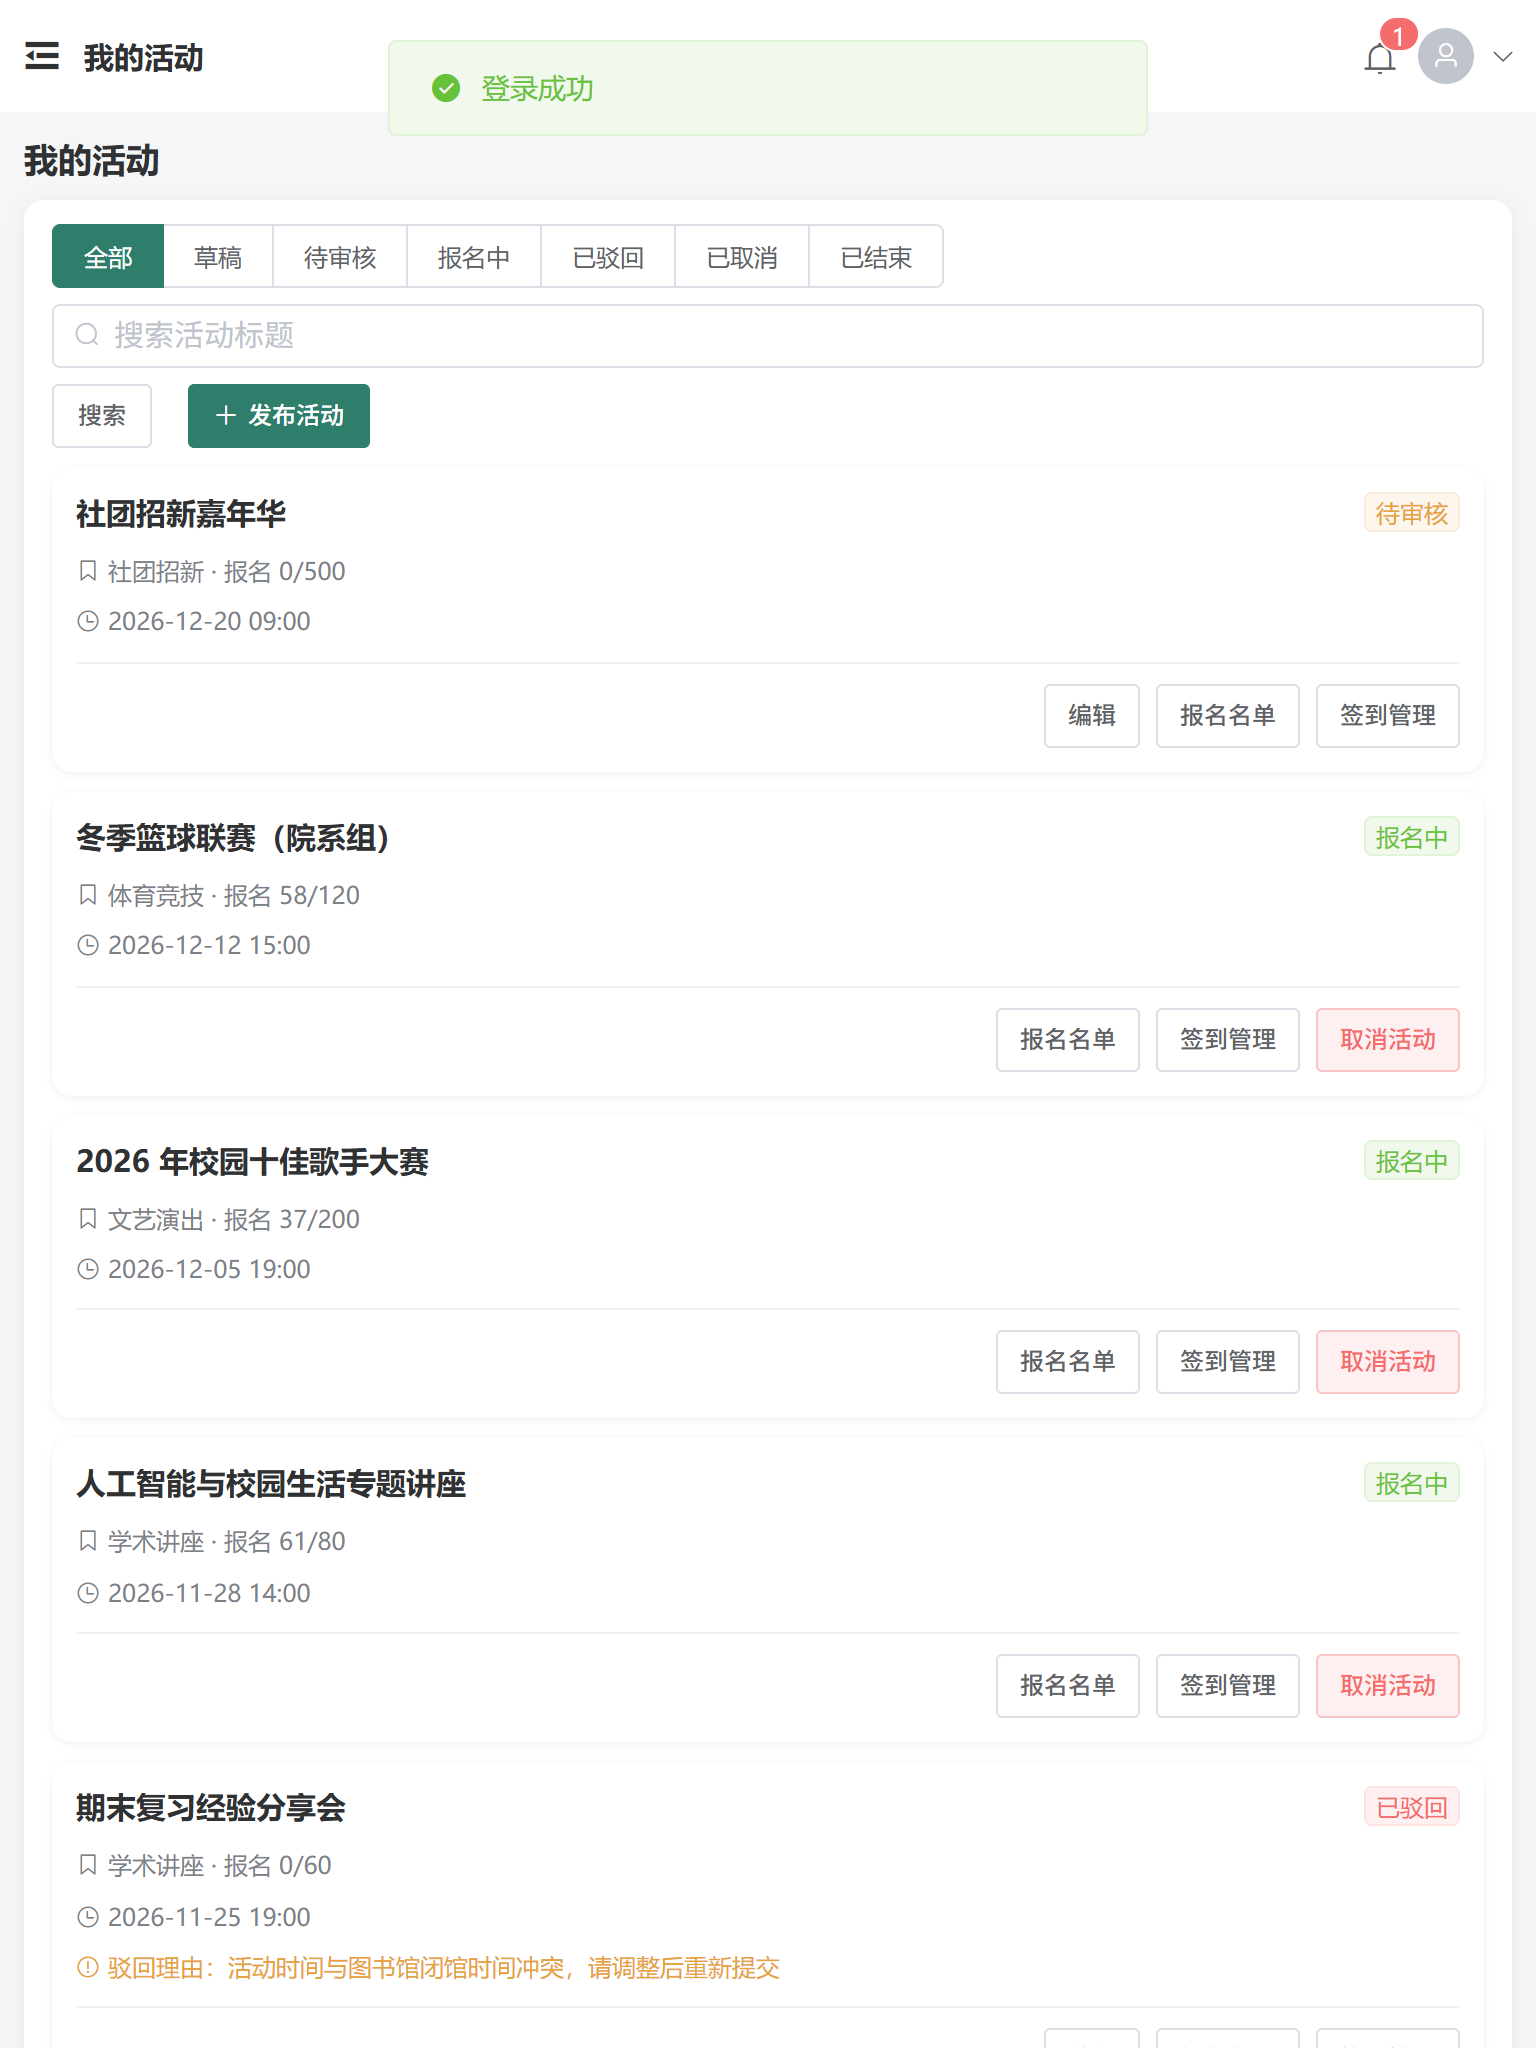 我的活动
1
登录成功
我的活动
全部 草稿 待审核 报名中 已驳回 已取消 已结束
搜索活动标题
搜索 发布活动
社团招新嘉年华 待审核
社团招新 · 报名 0/500
2026-12-20 09:00
编辑 报名名单 签到管理
冬季篮球联赛（院系组） 报名中
体育竞技 · 报名 58/120
2026-12-12 15:00
报名名单 签到管理 取消活动
2026 年校园十佳歌手大赛 报名中
文艺演出 · 报名 37/200
2026-12-05 19:00
报名名单 签到管理 取消活动
人工智能与校园生活专题讲座 报名中
学术讲座 · 报名 61/80
2026-11-28 14:00
报名名单 签到管理 取消活动
期末复习经验分享会 已驳回
学术讲座 · 报名 0/60
2026-11-25 19:00
驳回理由：活动时间与图书馆闭馆时间冲突，请调整后重新提交